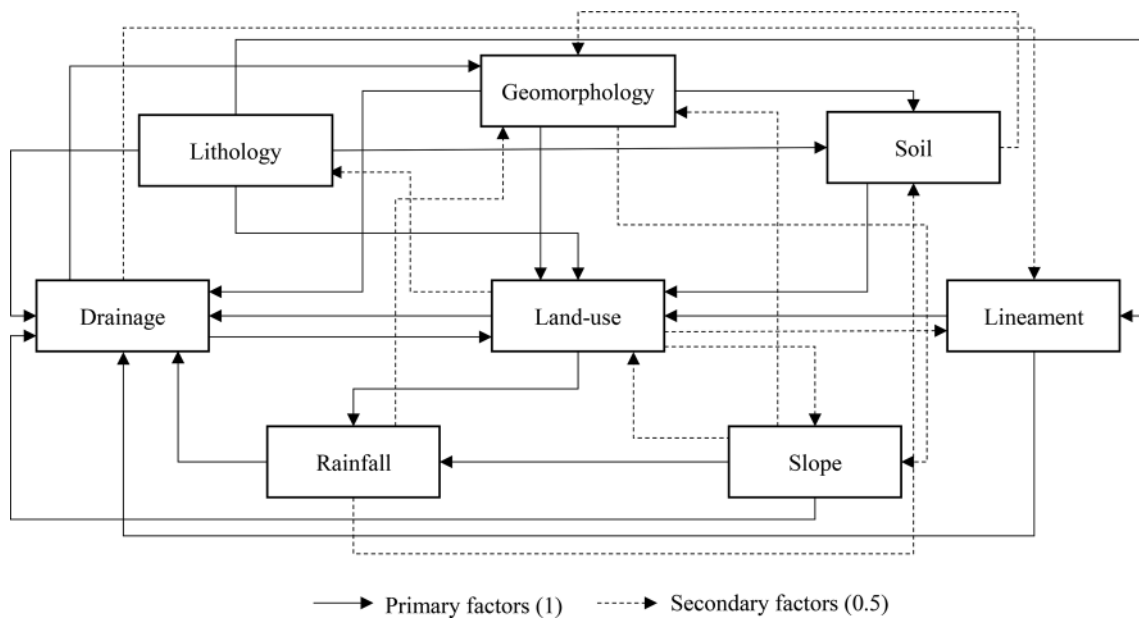 Geomorphology
Lithology
Soil
Drainage
Land-use
Lineament
Rainfall
Slope
Primary factors (1)
Secondary factors (0.5)